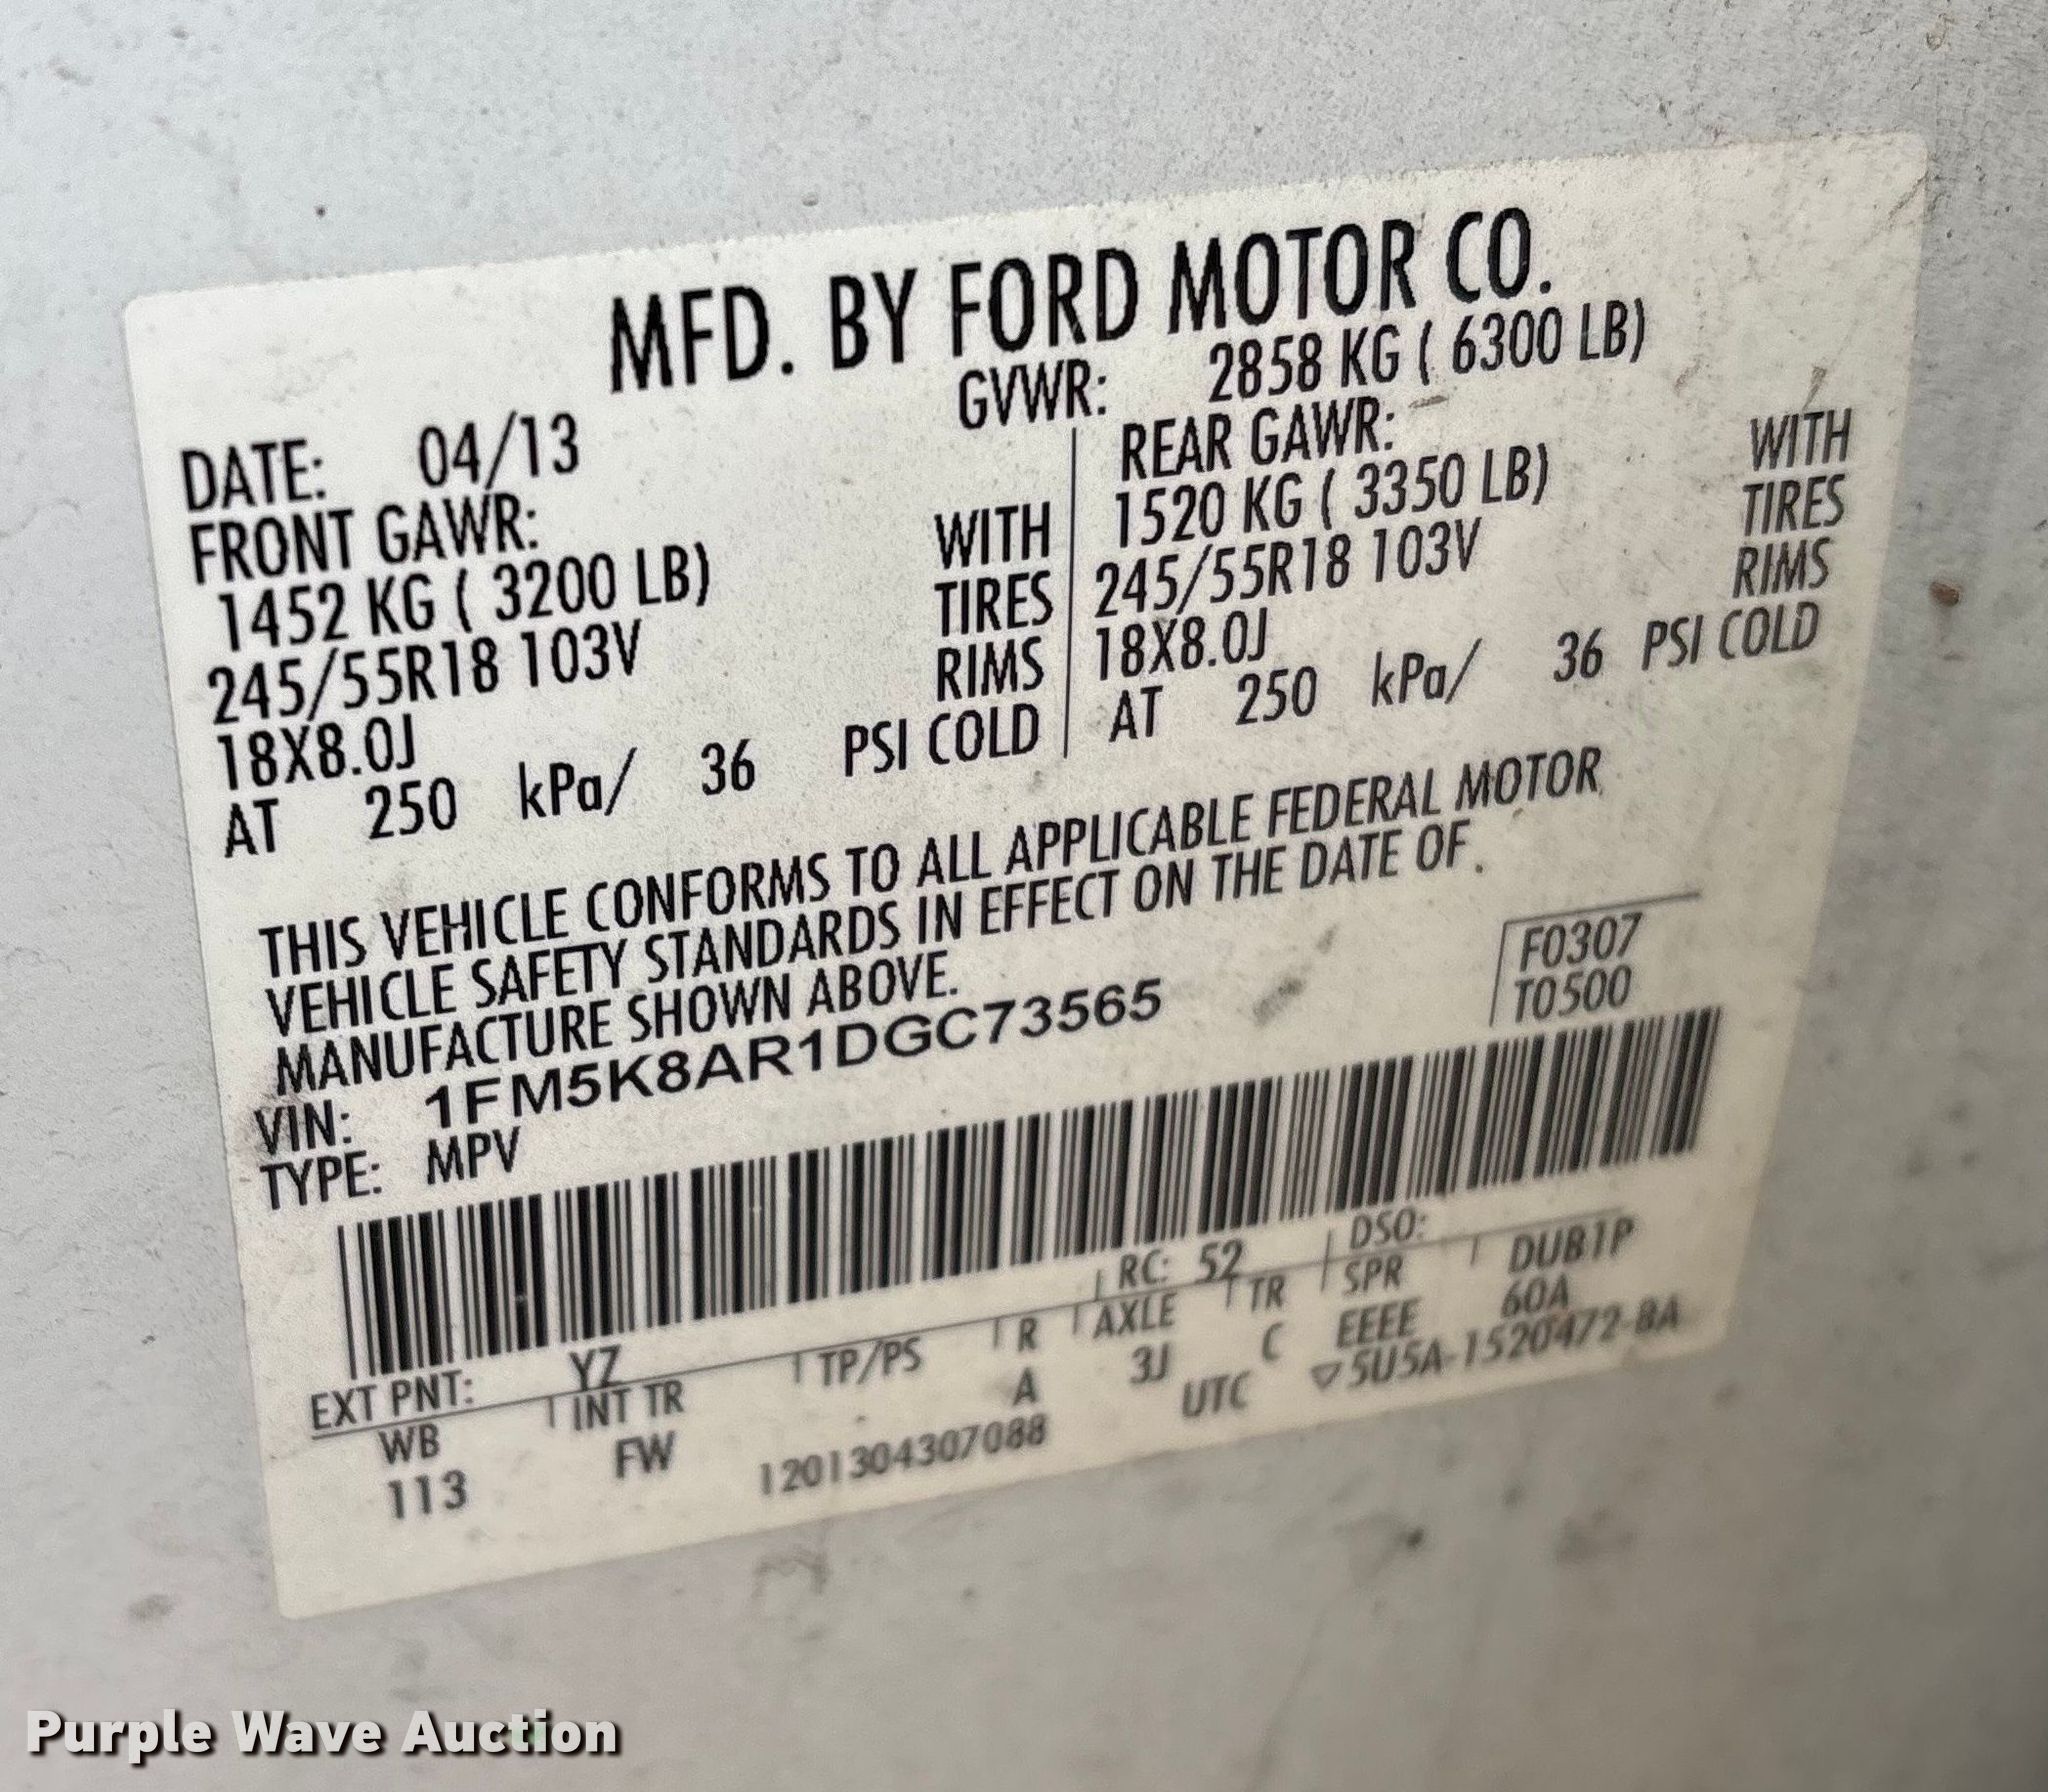 MFD. BY FORD MOTOR CO.
DATE: 04/13 GVWR: 2858 KG ( 6300 LB)
FRONT GAWR: REAR GAWR:
1452 KG ( 3200 LB) WITH 1520 KG ( 3350 LB) WITH
245/55R18 103V TIRES 245/55R18 103V TIRES
18X8.0J RIMS 18X8.0J RIMS
AT 250 kPa/ 36 PSI COLD AT 250 kPa/ 36 PSI COLD
THIS VEHICLE CONFORMS TO ALL APPLICABLE FEDERAL MOTOR
VEHICLE SAFETY STANDARDS IN EFFECT ON THE DATE OF.
MANUFACTURE SHOWN ABOVE.
VIN: 1FM5K8AR1DGC73565 F0307
TYPE: MPV T0500
EXT PNT: YZ RC: 52 DSO:
WB INT TR TP/PS R AXLE TR SPR DUB1P
113 FW A 3J C EEEE 60A
1201304307088 UTC ▽5U5A-1520472-BA
Purple Wave Auction